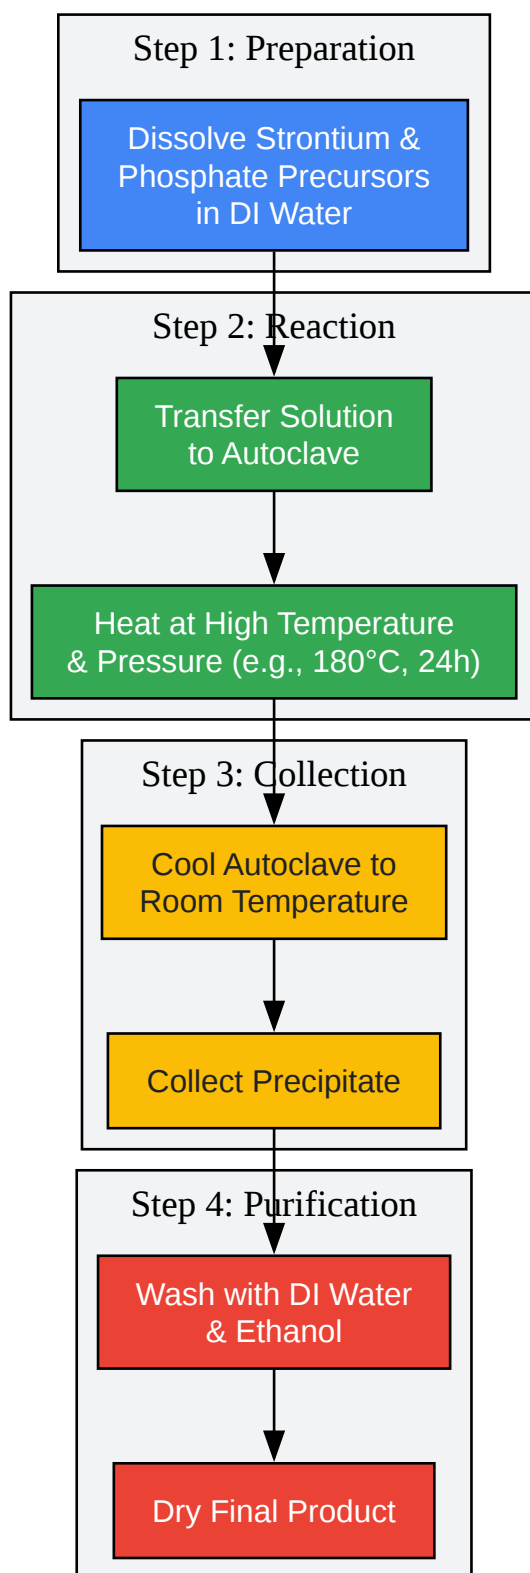 Step 1: Preparation
Dissolve Strontium &
Phosphate Precursors
in DI Water
Step 2: Reaction
Transfer Solution
to Autoclave
Heat at High Temperature
& Pressure (e.g., 180°C, 24h)
Step 3: Collection
Cool Autoclave to
Room Temperature
Collect Precipitate
Step 4: Purification
Wash with DI Water
& Ethanol
Dry Final Product